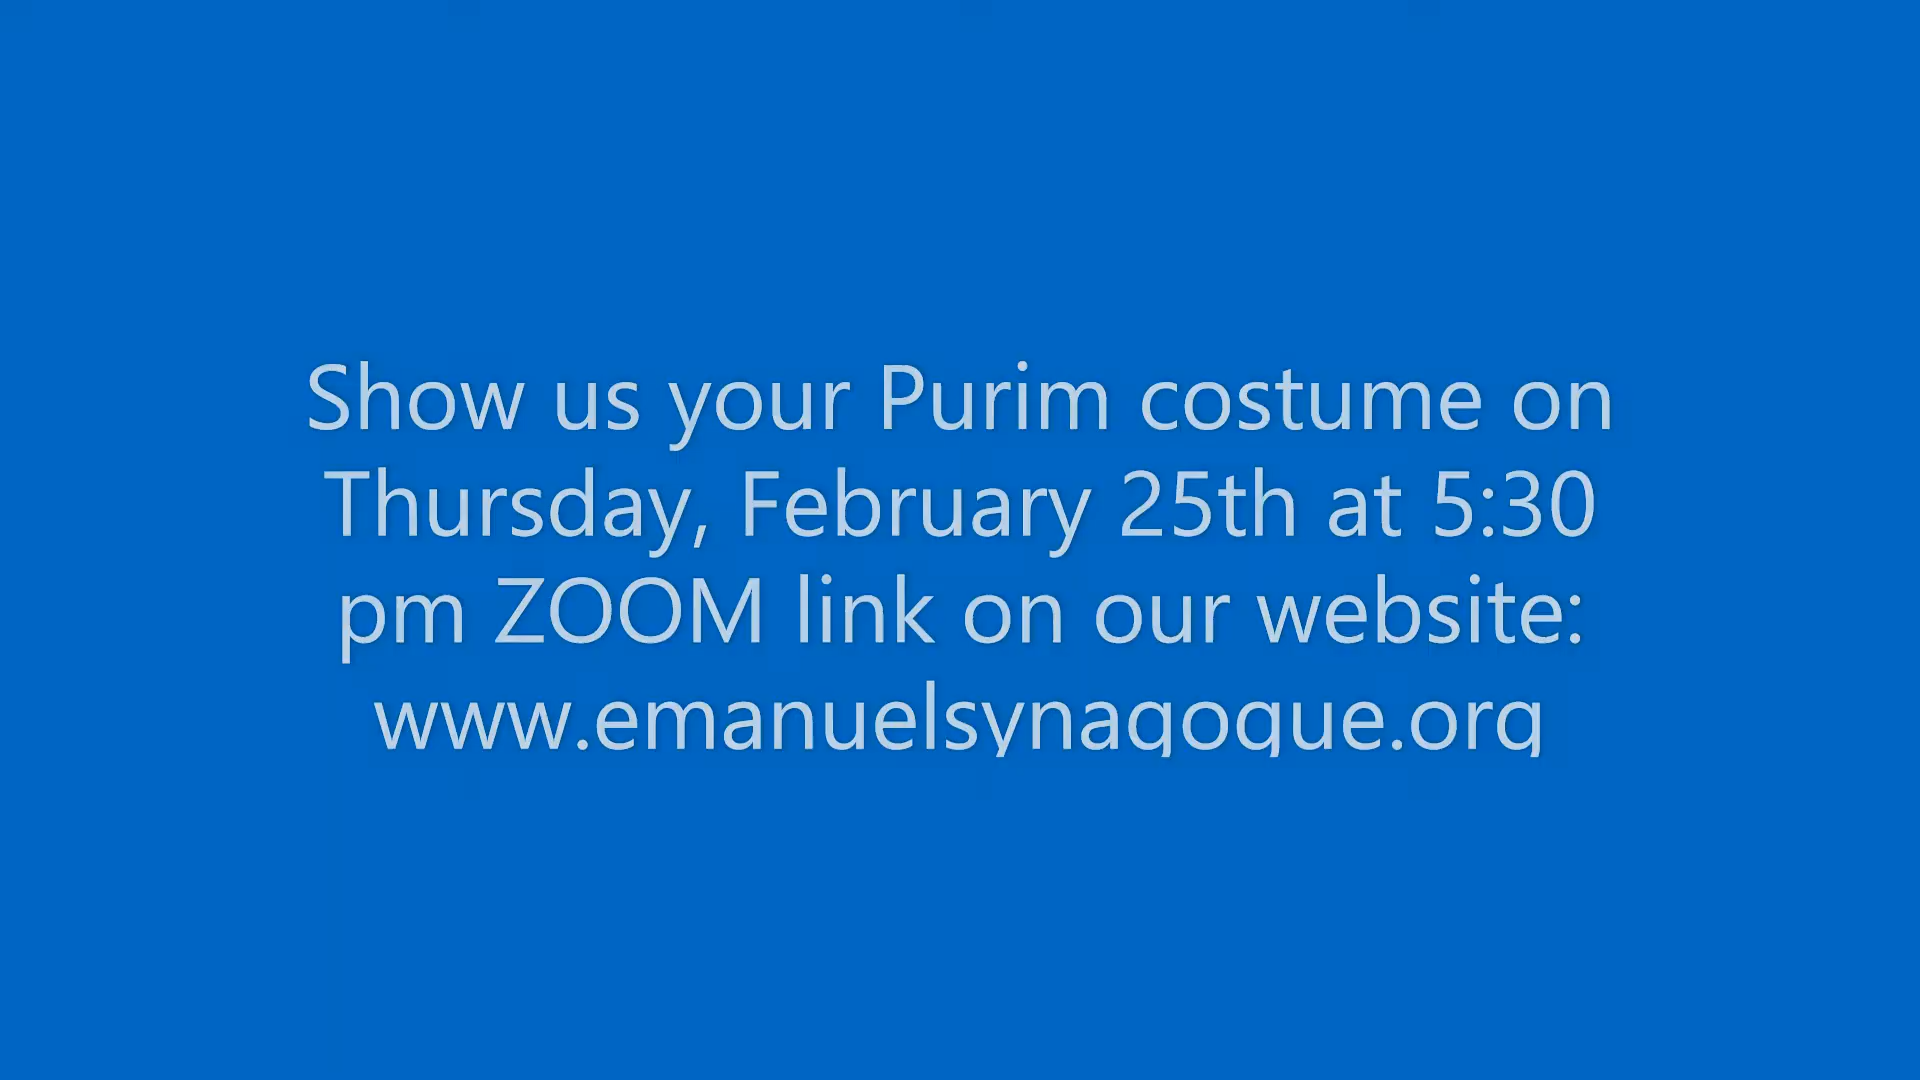 Show us your Purim costume on
Thursday, February 25th at 5:30
pm ZOOM link on our website:
www.emanuelsynagogue.org